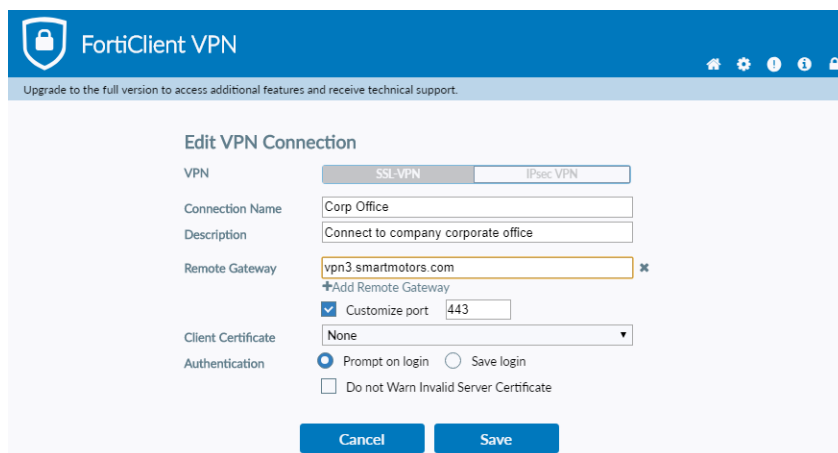 FortiClient VPN
Upgrade to the full version to access additional features and receive technical support.
Edit VPN Connection
VPN SSL-VPN IPsec VPN
Connection Name Corp Office
Description Connect to company corporate office
Remote Gateway vpn3.smartmotors.com
+Add Remote Gateway
Customize port 443
Client Certificate None
Authentication Prompt on login Save login
Do not Warn Invalid Server Certificate
Cancel Save